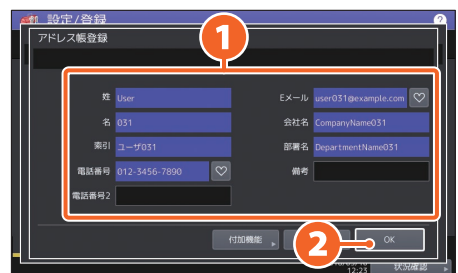 設定/登録
?
アドレス帳登録
1
姓 User
名 031
索引 ユーザ031
電話番号 012-3456-7890
電話番号2
Eメール user031@example.com
会社名 CompanyName031
部署名 DepartmentName031
備考
付加機能
2
OK
12:23
状況確認